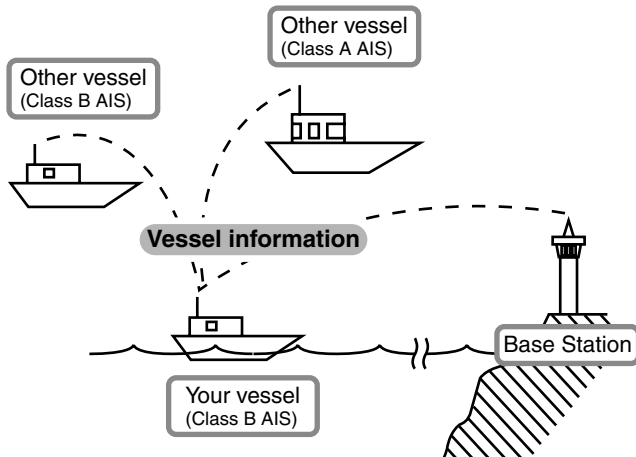 Other vessel
(Class A AIS)
Other vessel
(Class B AIS)
Vessel information
Base Station
Your vessel
(Class B AIS)